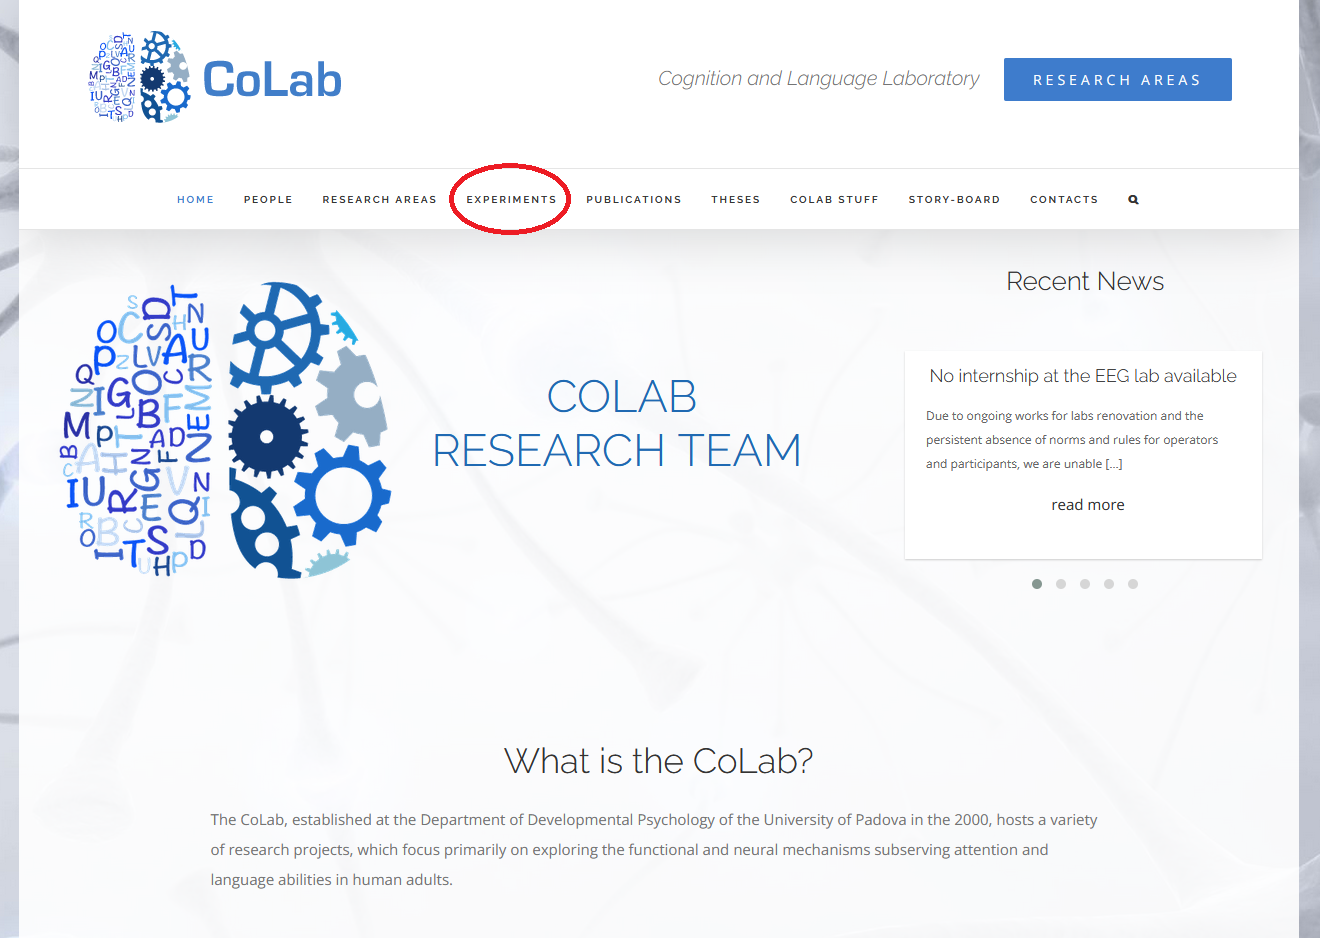 CoLab
Cognition and Language Laboratory
RESEARCH AREAS
HOME PEOPLE RESEARCH AREAS EXPERIMENTS PUBLICATIONS THESES COLAB STUFF STORY-BOARD CONTACTS
COLAB
RESEARCH TEAM
Recent News
No internship at the EEG lab available
Due to ongoing works for labs renovation and the
persistent absence of norms and rules for operators
and participants, we are unable [...]
read more
What is the CoLab?
The CoLab, established at the Department of Developmental Psychology of the University of Padova in the 2000, hosts a variety
of research projects, which focus primarily on exploring the functional and neural mechanisms subserving attention and
language abilities in human adults.